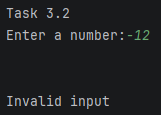 Task 3.2
Enter a number:-12
Invalid input